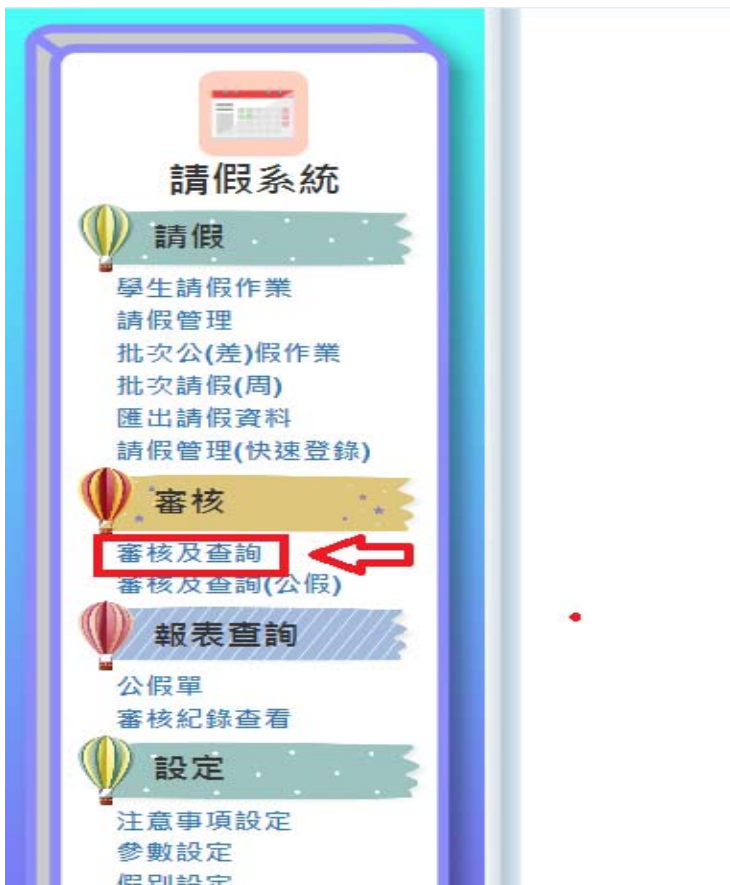 請假系統
請假
學生請假作業
請假管理
批次公(差)假作業
批次請假(周)
匯出請假資料
請假管理(快速登錄)
審核
審核及查詢
審核及查詢(公假)
報表查詢
公假單
審核紀錄查看
設定
注意事項設定
參數設定
假別設定